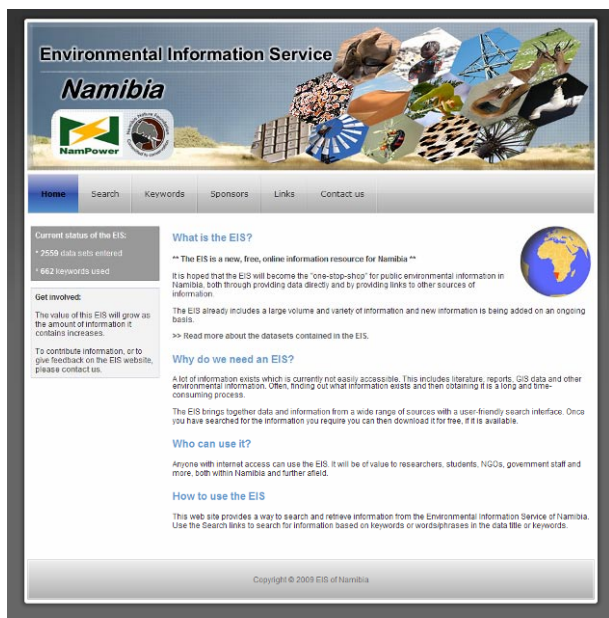 Environmental Information Service
Namibia
NamPower
Home Search Keywords Sponsors Links Contact us
Current status of the EIS:
* 2559 data sets entered
* 662 keywords used
Get involved:
The value of this EIS will grow as
the amount of information it
contains increases.
To contribute information, or to
give feedback on the EIS website,
please contact us.
What is the EIS?
** The EIS is a new, free, online information resource for Namibia **
It is hoped that the EIS will become the "one-stop-shop" for public environmental information in
Namibia, both through providing data directly and by providing links to other sources of
information.
The EIS already includes a large volume and variety of information and new information is being added on an ongoing
basis.
>> Read more about the datasets contained in the EIS.
Why do we need an EIS?
A lot of information exists which is currently not easily accessible. This includes literature, reports, GIS data and other
environmental information. Often, finding out what information exists and then obtaining it is a long and time-
consuming process.
The EIS brings together data and information from a wide range of sources with a user-friendly search interface. Once
you have searched for the information you require you can then download it for free, if it is available.
Who can use it?
Anyone with internet access can use the EIS. It will be of value to researchers, students, NGOs, government staff and
more, both within Namibia and further afield.
How to use the EIS
This web site provides a way to search and retrieve information from the Environmental Information Service of Namibia.
Use the Search links to search for information based on keywords or words/phrases in the data title or keywords.
Copyright © 2009 EIS of Namibia